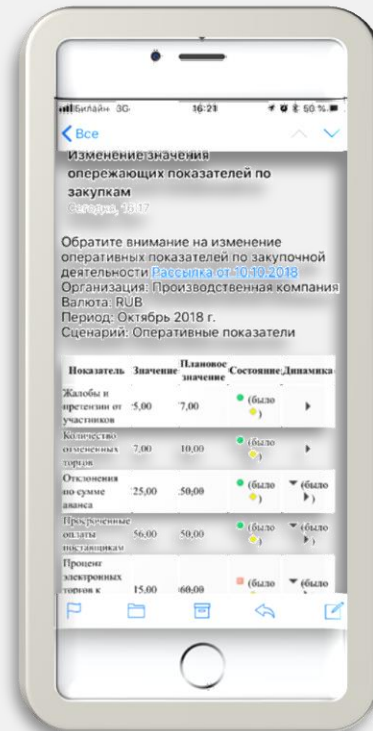 Билайн 3G 16:21 50 %
Все
Изменение значения
опережающих показателей по
закупкам
Сегодня, 16:17
Обратите внимание на изменение
оперативных показателей по закупочной
деятельности Рассылка от 10.10.2018
Организация: Производственная компания
Валюта: RUB
Период: Октябрь 2018 г.
Сценарий: Оперативные показатели
Показатель Значение Плановое значение Состояние Динамика
Жалобы и
претензии от 5,00 7,00 (было )
участников
Количество
отмененных 7,00 10,00 (было )
торгов
Отклонения
по сумме 25,00 50,00 (было ) (было )
аванса
Просроченные
оплаты 56,00 50,00 (было ) (было )
поставщикам
Процент
электронных
торгов к 15,00 60,00 (было (было